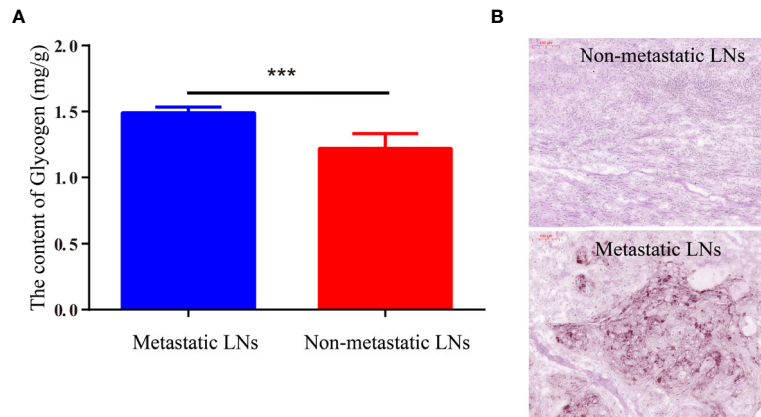 A
B
The content of Glycogen (mg/g)
2.0
1.5
1.0
0.5
0.0
***
Metastatic LNs
Non-metastatic LNs
Non-metastatic LNs
Metastatic LNs